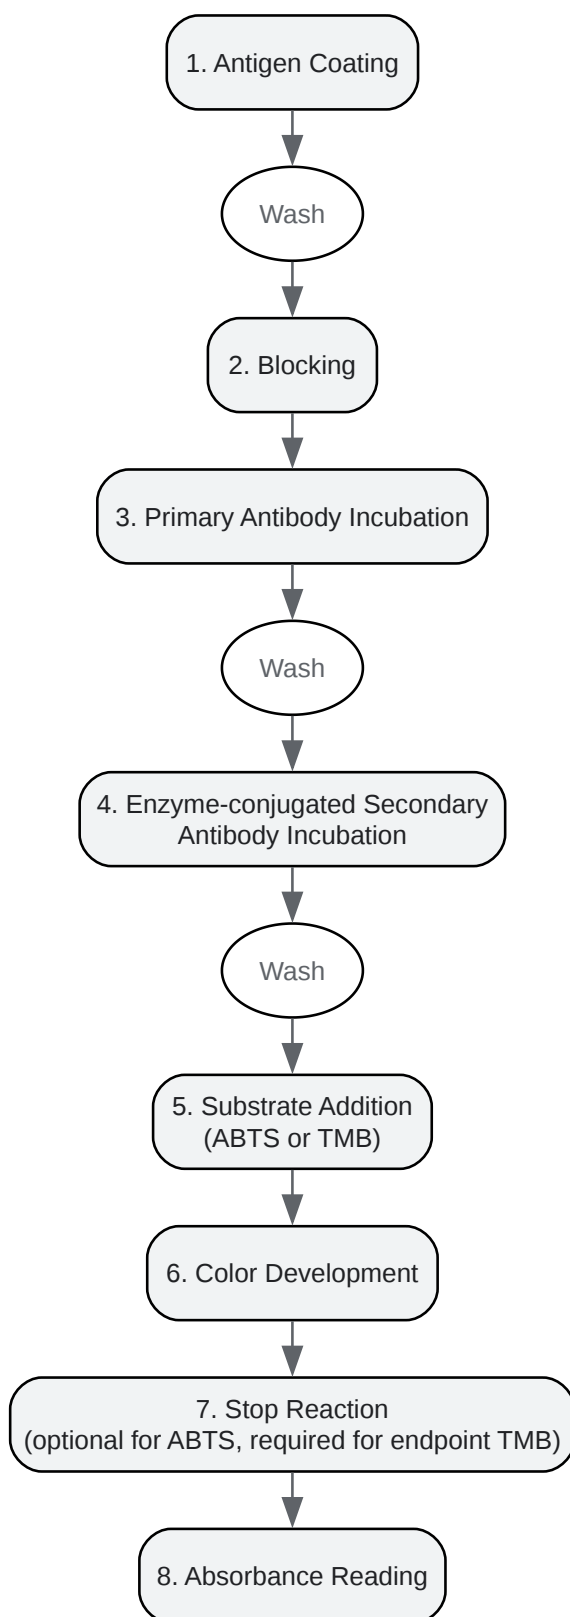 1. Antigen Coating
Wash
2. Blocking
3. Primary Antibody Incubation
Wash
4. Enzyme-conjugated Secondary
Antibody Incubation
Wash
5. Substrate Addition
(ABTS or TMB)
6. Color Development
7. Stop Reaction
(optional for ABTS, required for endpoint TMB)
8. Absorbance Reading